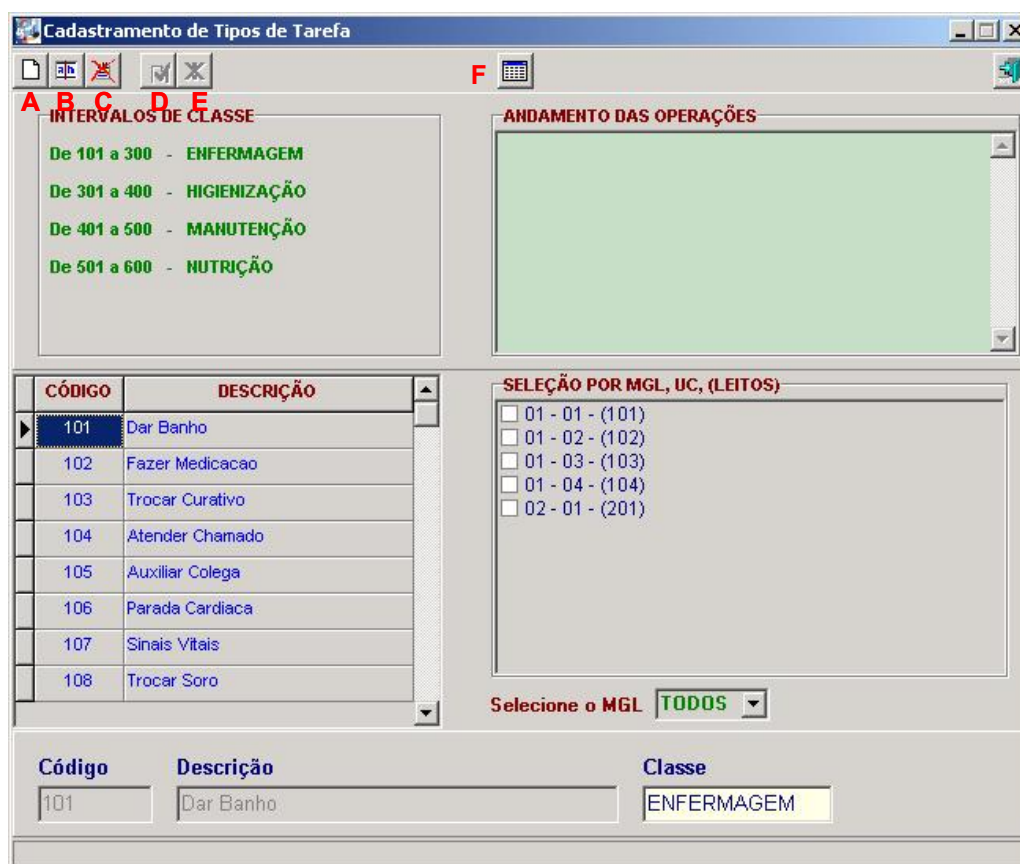 Cadastramento de Tipos de Tarefa
F
A B C D E
INTERVALOS DE CLASSE
De 101 a 300 - ENFERMAGEM
De 301 a 400 - HIGIENIZAÇÃO
De 401 a 500 - MANUTENÇÃO
De 501 a 600 - NUTRIÇÃO
ANDAMENTO DAS OPERAÇÕES
CÓDIGO DESCRIÇÃO
101 Dar Banho
102 Fazer Medicacao
103 Trocar Curativo
104 Atender Chamado
105 Auxiliar Colega
106 Parada Cardiaca
107 Sinais Vitais
108 Trocar Soro
SELEÇÃO POR MGL, UC, (LEITOS)
01 - 01 - (101)
01 - 02 - (102)
01 - 03 - (103)
01 - 04 - (104)
02 - 01 - (201)
Selecione o MGL TODOS
Código Descrição Classe
101 Dar Banho ENFERMAGEM